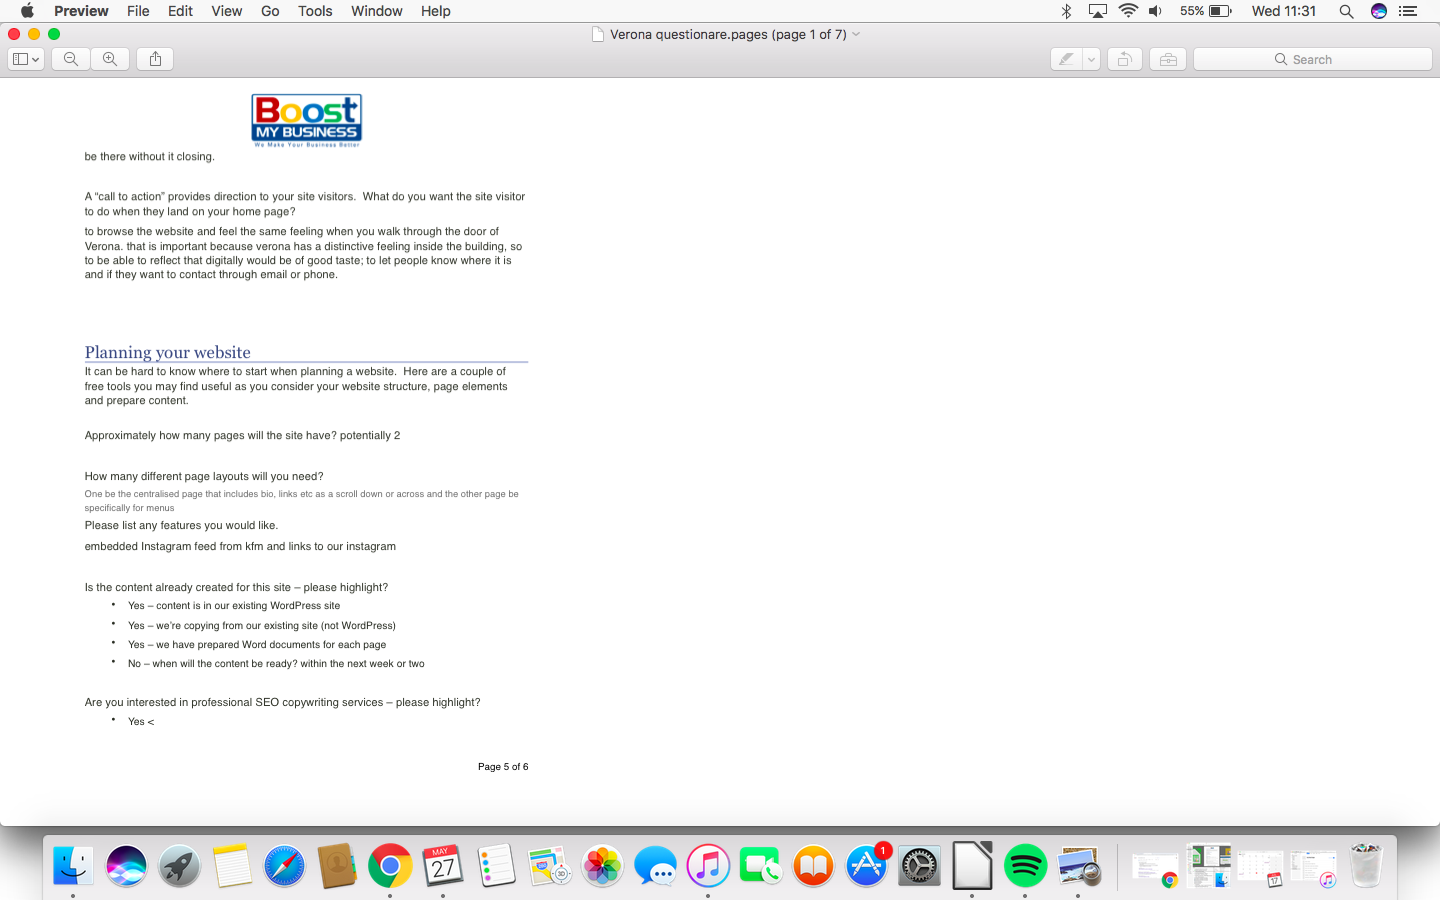 Preview File Edit View Go Tools Window Help 55% Wed 11:31
Verona questionare.pages (page 1 of 7)
Search
Boost
MY BUSINESS
We Make Your Business Better
be there without it closing.
A “call to action” provides direction to your site visitors.  What do you want the site visitor
to do when they land on your home page?
to browse the website and feel the same feeling when you walk through the door of
Verona. that is important because verona has a distinctive feeling inside the building, so
to be able to reflect that digitally would be of good taste; to let people know where it is
and if they want to contact through email or phone.
Planning your website
It can be hard to know where to start when planning a website.  Here are a couple of
free tools you may find useful as you consider your website structure, page elements
and prepare content.
Approximately how many pages will the site have? potentially 2
How many different page layouts will you need?
One be the centralised page that includes bio, links etc as a scroll down or across and the other page be
specifically for menus
Please list any features you would like.
embedded Instagram feed from kfm and links to our instagram
Is the content already created for this site – please highlight?
• Yes – content is in our existing WordPress site
• Yes – we're copying from our existing site (not WordPress)
• Yes – we have prepared Word documents for each page
• No – when will the content be ready? within the next week or two
Are you interested in professional SEO copywriting services – please highlight?
• Yes <
Page 5 of 6
MAY
27
3D
1
17